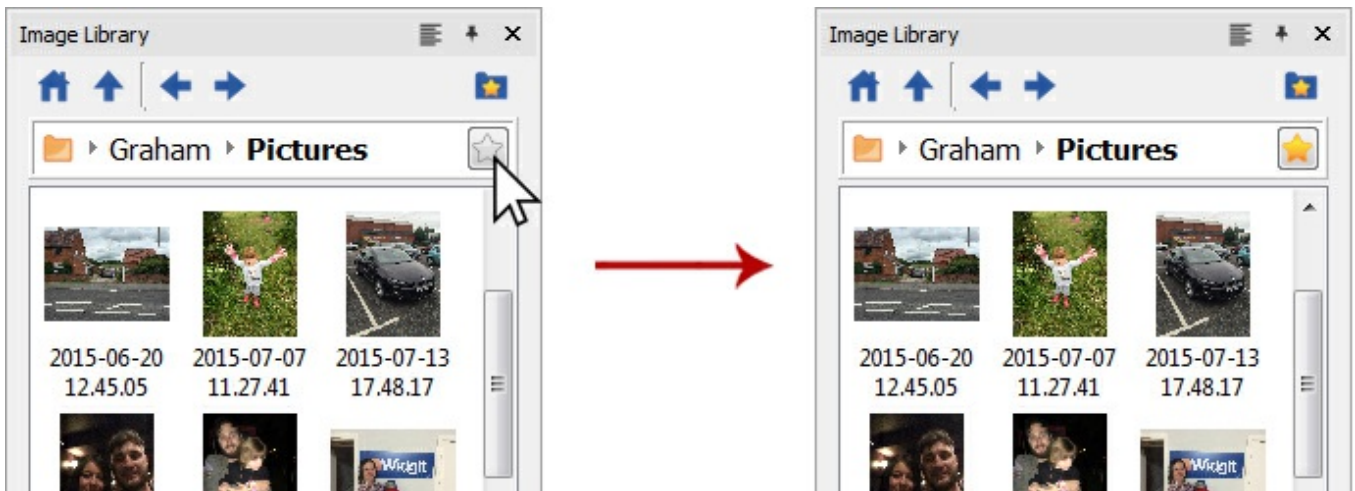 Image Library
Graham Pictures
2015-06-20 2015-07-07 2015-07-13
12.45.05 11.27.41 17.48.17
Widgit
Image Library
Graham Pictures
2015-06-20 2015-07-07 2015-07-13
12.45.05 11.27.41 17.48.17
Widgit